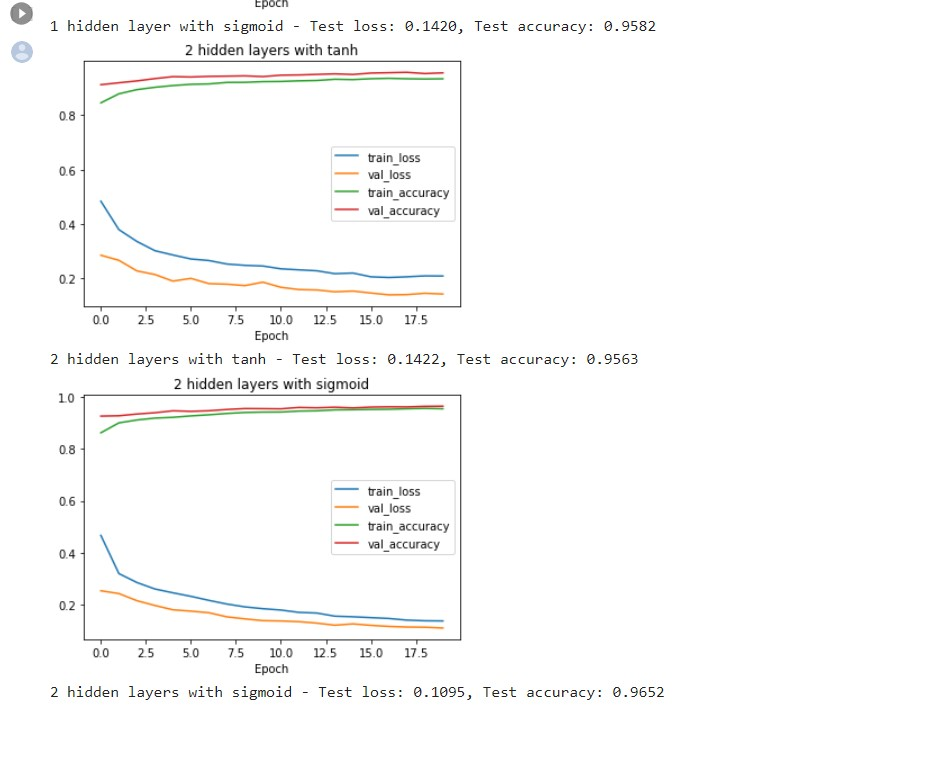 Epoch
1 hidden layer with sigmoid - Test loss: 0.1420, Test accuracy: 0.9582
2 hidden layers with tanh
0.8
0.6
0.4
0.2
train_loss
val_loss
train_accuracy
val_accuracy
0.0 2.5 5.0 7.5 10.0 12.5 15.0 17.5
Epoch
2 hidden layers with tanh - Test loss: 0.1422, Test accuracy: 0.9563
2 hidden layers with sigmoid
1.0
0.8
0.6
0.4
0.2
train_loss
val_loss
train_accuracy
val_accuracy
0.0 2.5 5.0 7.5 10.0 12.5 15.0 17.5
Epoch
2 hidden layers with sigmoid - Test loss: 0.1095, Test accuracy: 0.9652